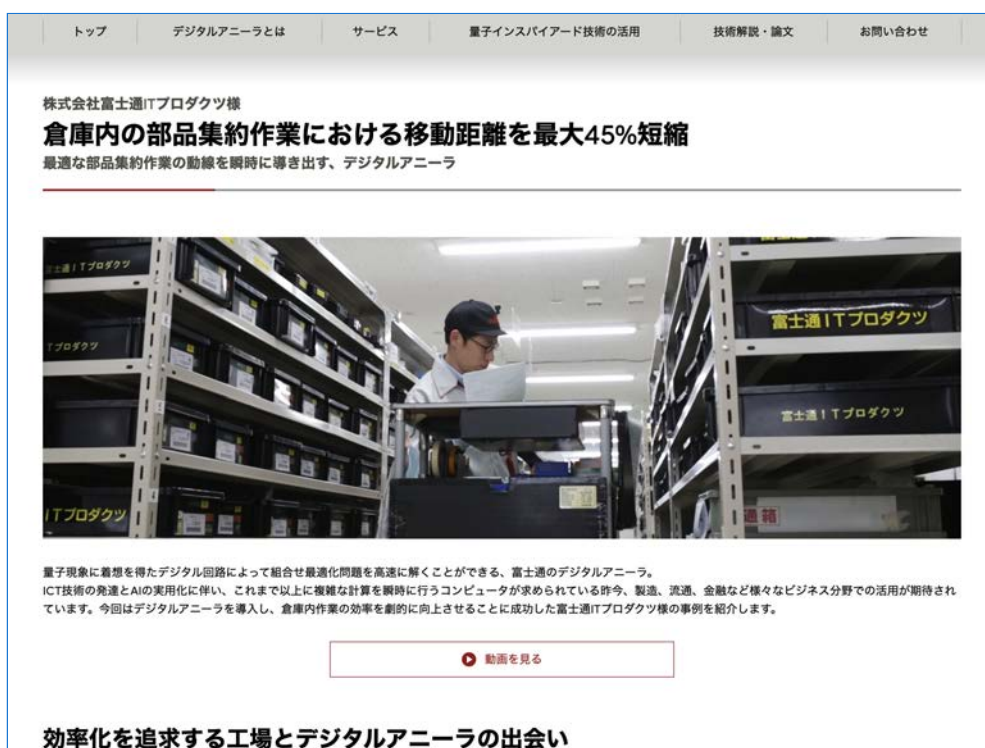 トップ
デジタルアニーラとは
サービス
量子インスパイアード技術の活用
技術解説・論文
お問い合わせ
株式会社富士通ITプロダクツ様
倉庫内の部品集約作業における移動距離を最大45%短縮
最適な部品集約作業の動線を瞬時に導き出す、デジタルアニーラ
富士通ITプロダクツ
ITプロダクツ
ITプロダクツ
富士通ITプロダクツ
富士通ITプロダクツ
通箱
量子現象に着想を得たデジタル回路によって組合せ最適化問題を高速に解くことができる、富士通のデジタルアニーラ。
ICT技術の発達とAIの実用化に伴い、これまで以上に複雑な計算を瞬時に行うコンピュータが求められている昨今、製造、流通、金融など様々なビジネス分野での活用が期待され
ています。今回はデジタルアニーラを導入し、倉庫内作業の効率を劇的に向上させることに成功した富士通ITプロダクツ様の事例を紹介します。
動画を見る
効率化を追求する工場とデジタルアニーラの出会い